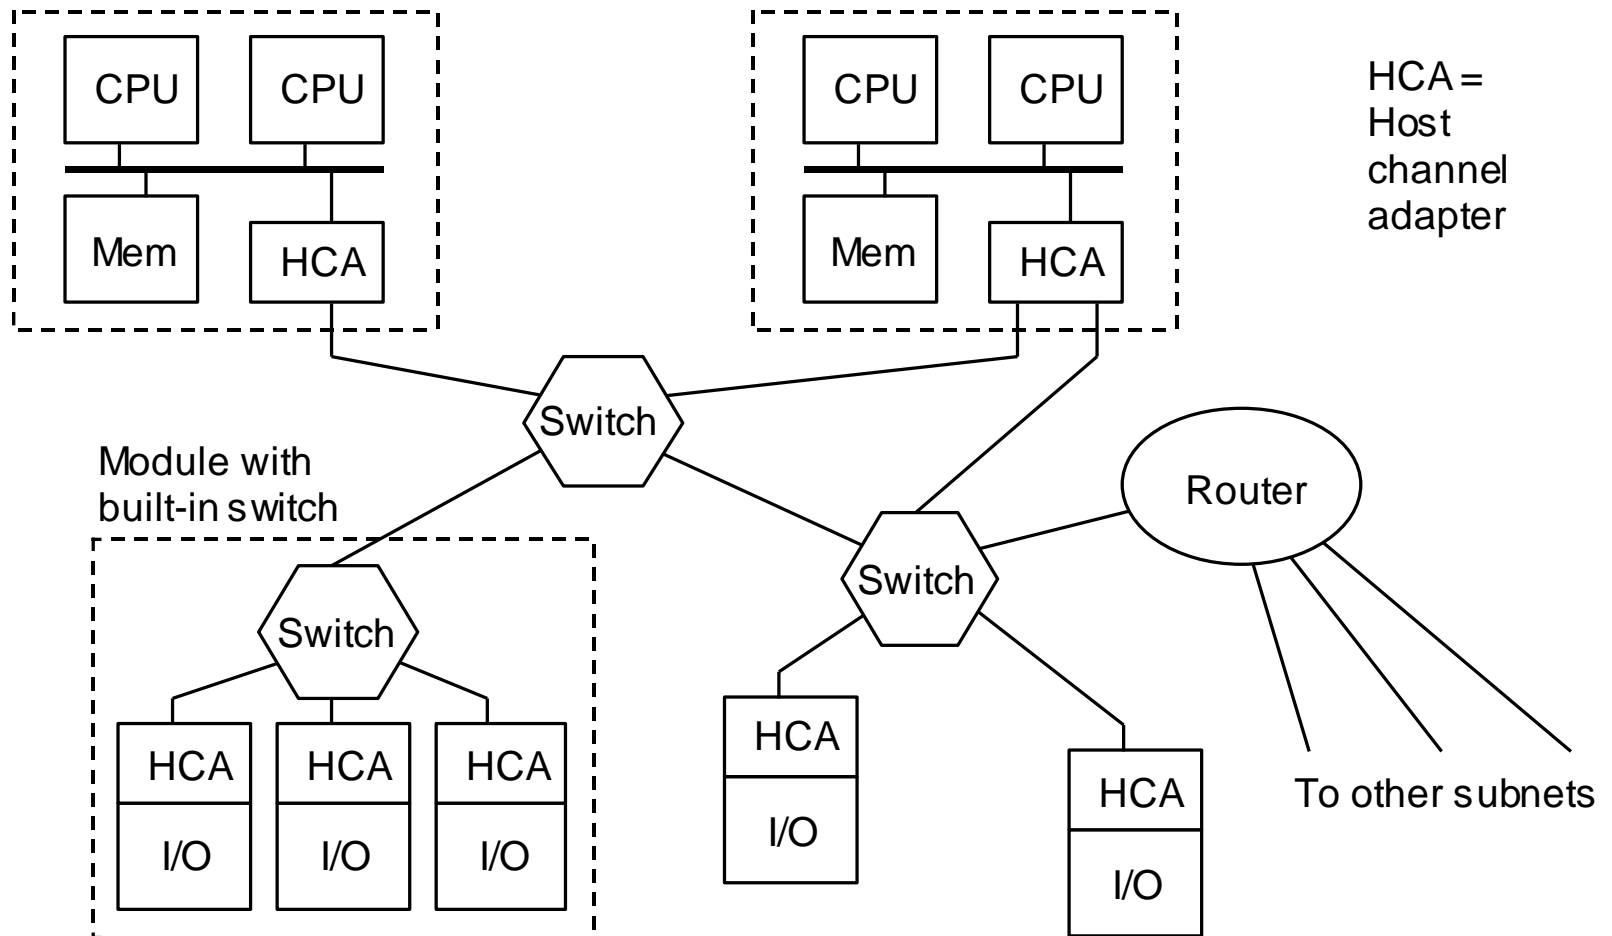 CPU
CPU
Mem
HCA
CPU
CPU
Mem
HCA
HCA =
Host
channel
adapter
Switch
Module with
built-in switch
Switch
HCA
I/O
HCA
I/O
HCA
I/O
Switch
HCA
I/O
HCA
I/O
Router
To other subnets